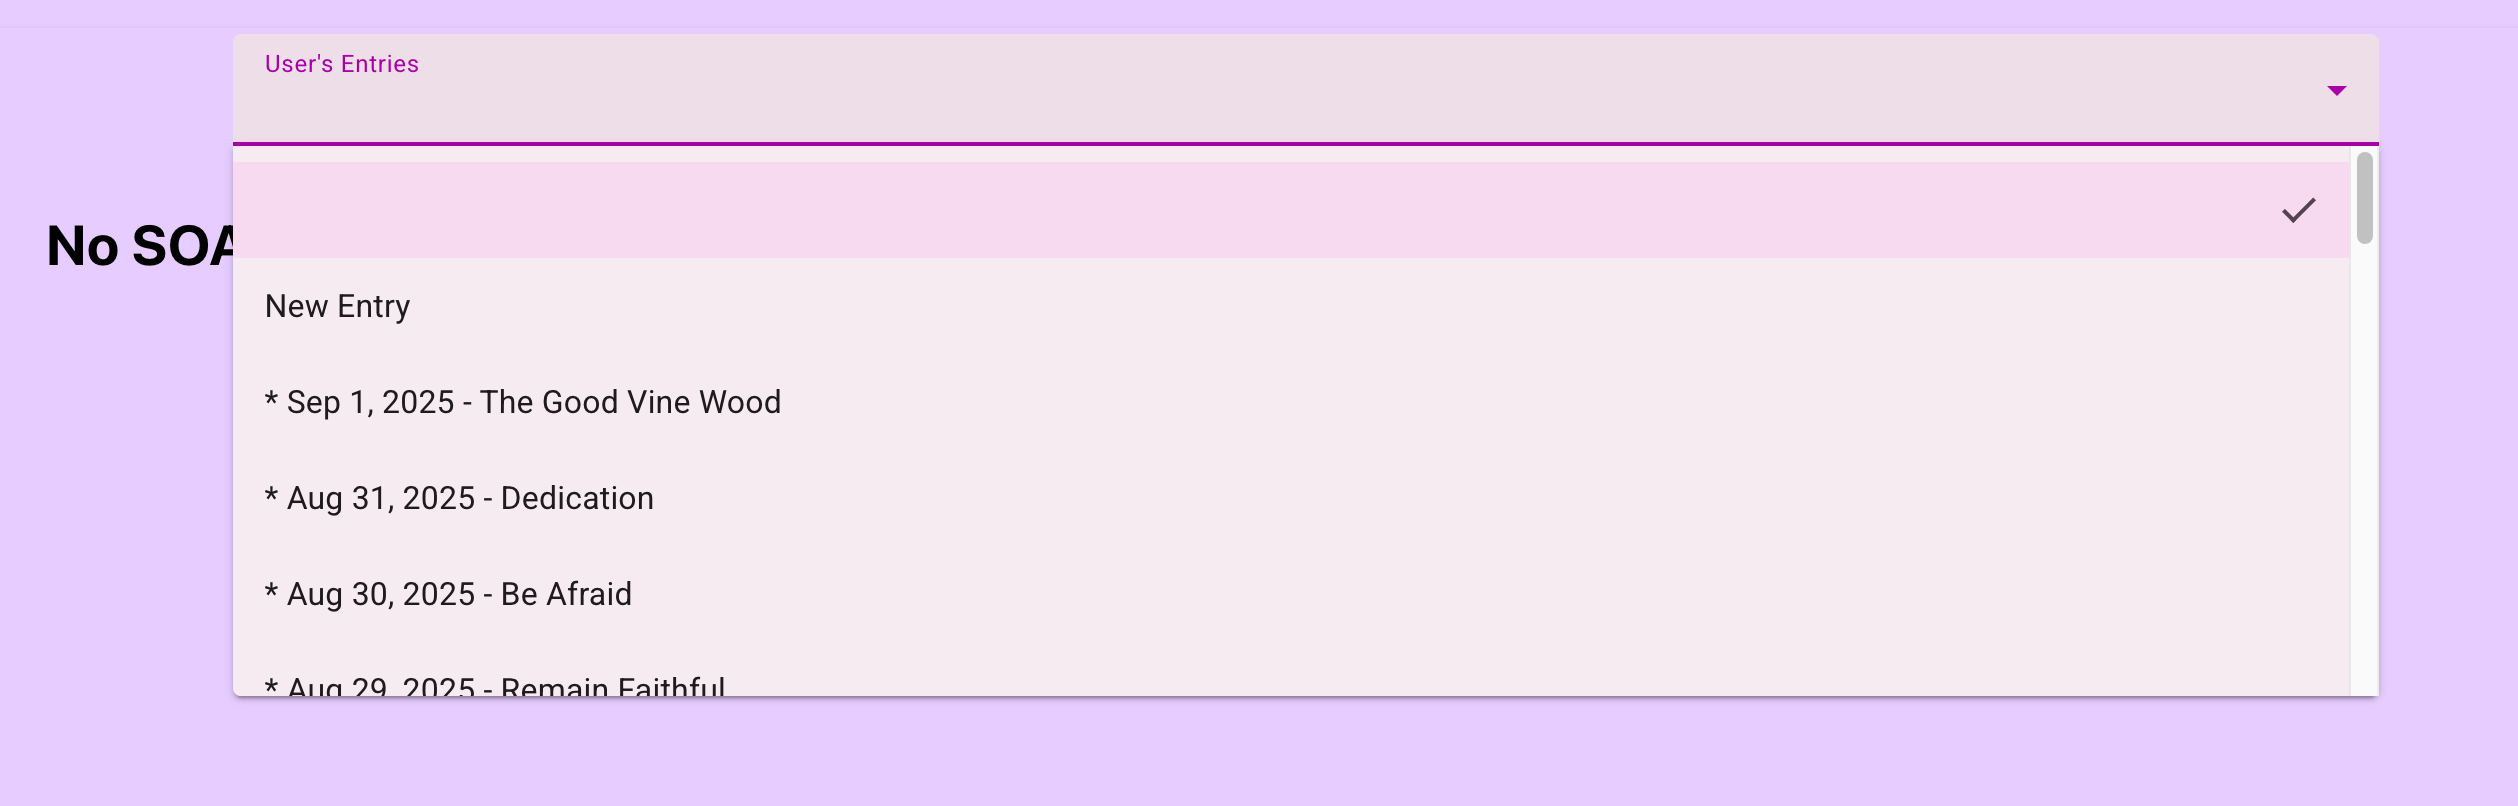 User's Entries
No SOA
New Entry
* Sep 1, 2025 - The Good Vine Wood
* Aug 31, 2025 - Dedication
* Aug 30, 2025 - Be Afraid
* Aug 29, 2025 - Remain Faithful